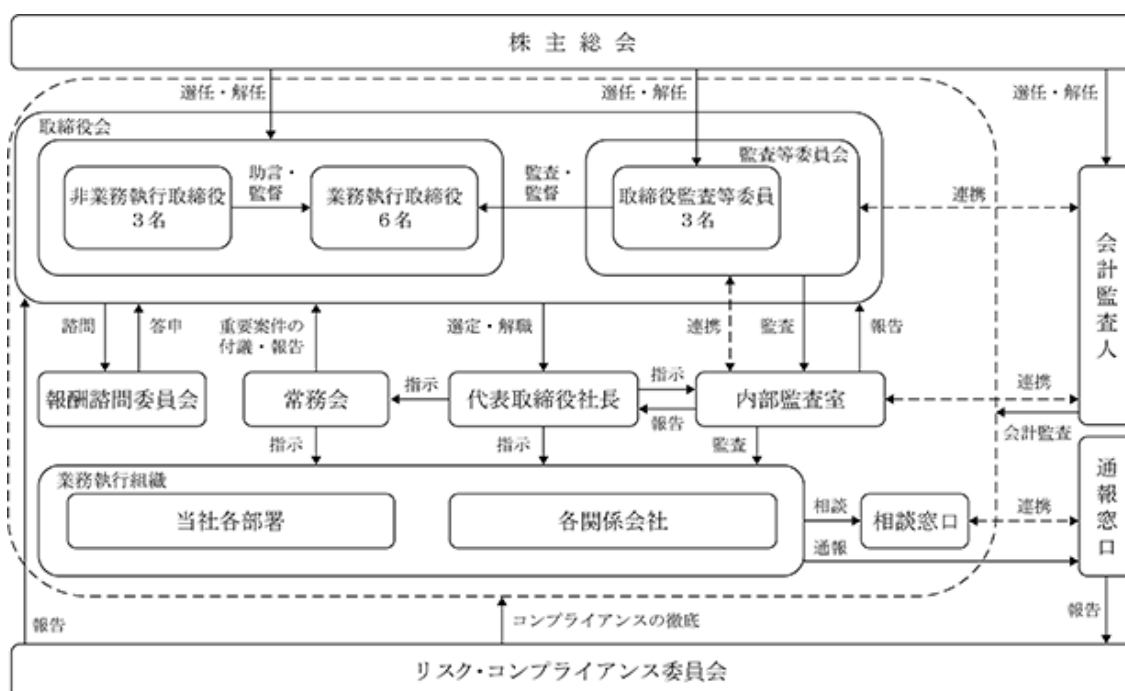 株主総会
選任・解任
選任・解任
選任・解任
取締役会
監査等委員会
非業務執行取締役
3名
助言・
監督
業務執行取締役
6名
監査・
監督
取締役監査等委員
3名
連携
会計監査人
諮問
答申
重要案件の
付議・報告
選定・解職
連携
監査
報告
報酬諮問委員会
常務会
指示
代表取締役社長
指示
報告
内部監査室
連携
会計監査
指示
指示
監査
業務執行組織
当社各部署
各関係会社
相談
相談窓口
連携
通報窓口
通報
報告
コンプライアンスの徹底
報告
リスク・コンプライアンス委員会